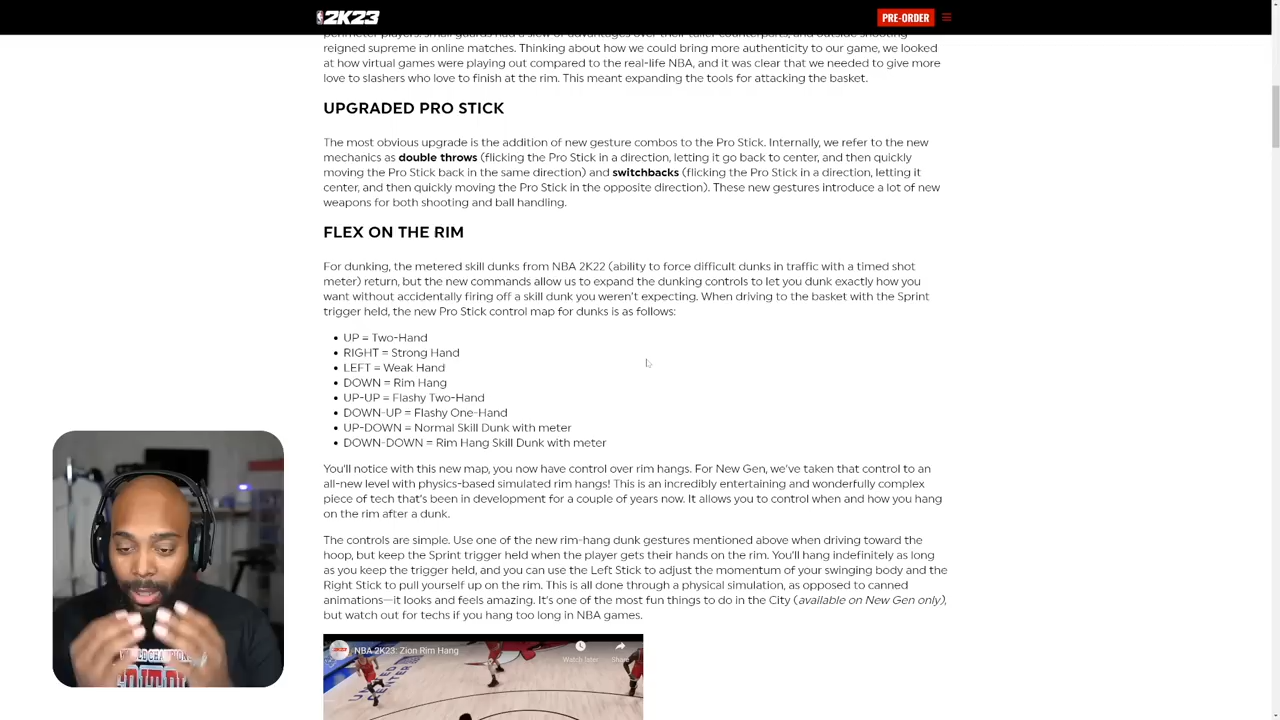 2K23
PRE-ORDER
perimeter players. Small guards had a slew of advantages over their taller counterparts, and outside shooting
reigned supreme in online matches. Thinking about how we could bring more authenticity to our game, we looked
at how virtual games were playing out compared to the real-life NBA, and it was clear that we needed to give more
love to slashers who love to finish at the rim. This meant expanding the tools for attacking the basket.
UPGRADED PRO STICK
The most obvious upgrade is the addition of new gesture combos to the Pro Stick. Internally, we refer to the new
mechanics as double throws (flicking the Pro Stick in a direction, letting it go back to center, and then quickly
moving the Pro Stick back in the same direction) and switchbacks (flicking the Pro Stick in a direction, letting it
center, and then quickly moving the Pro Stick in the opposite direction). These new gestures introduce a lot of new
weapons for both shooting and ball handling.
FLEX ON THE RIM
For dunking, the metered skill dunks from NBA 2K22 (ability to force difficult dunks in traffic with a timed shot
meter) return, but the new commands allow us to expand the dunking controls to let you dunk exactly how you
want without accidentally firing off a skill dunk you weren't expecting. When driving to the basket with the Sprint
trigger held, the new Pro Stick control map for dunks is as follows:
• UP = Two-Hand
• RIGHT = Strong Hand
• LEFT = Weak Hand
• DOWN = Rim Hang
• UP-UP = Flashy Two-Hand
• DOWN-UP = Flashy One-Hand
• UP-DOWN = Normal Skill Dunk with meter
• DOWN-DOWN = Rim Hang Skill Dunk with meter
You'll notice with this new map, you now have control over rim hangs. For New Gen, we've taken that control to an
all-new level with physics-based simulated rim hangs! This is an incredibly entertaining and wonderfully complex
piece of tech that's been in development for a couple of years now. It allows you to control when and how you hang
on the rim after a dunk.
The controls are simple. Use one of the new rim-hang dunk gestures mentioned above when driving toward the
hoop, but keep the Sprint trigger held when the player gets their hands on the rim. You'll hang indefinitely as long
as you keep the trigger held, and you can use the Left Stick to adjust the momentum of your swinging body and the
Right Stick to pull yourself up on the rim. This is all done through a physical simulation, as opposed to canned
animations—it looks and feels amazing. It's one of the most fun things to do in the City (available on New Gen only),
but watch out for techs if you hang too long in NBA games.
NBA 2K23: Zion Rim Hang
Watch later
Share